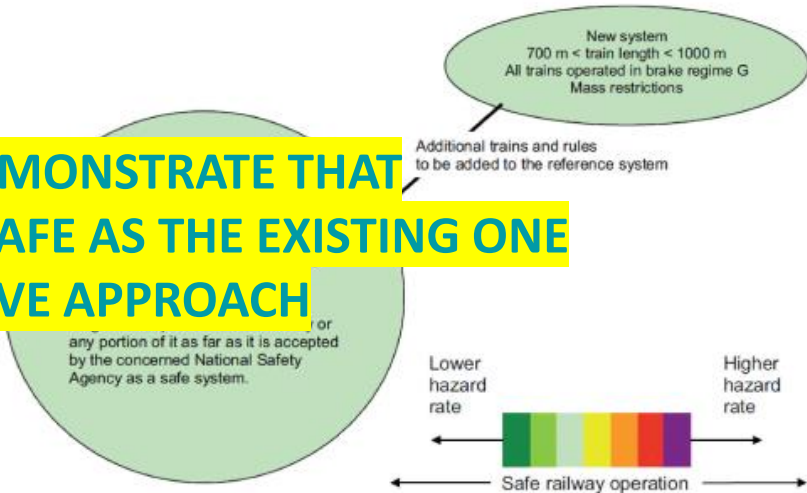 New system
700 m < train length < 1000 m
All trains operated in brake regime G
Mass restrictions
Additional trains and rules
to be added to the reference system
MONSTRATE THAT
AFE AS THE EXISTING ONE
VE APPROACH
or
any portion of it as far as it is accepted
by the concerned National Safety
Agency as a safe system.
Lower
hazard
rate
Higher
hazard
rate
Safe railway operation